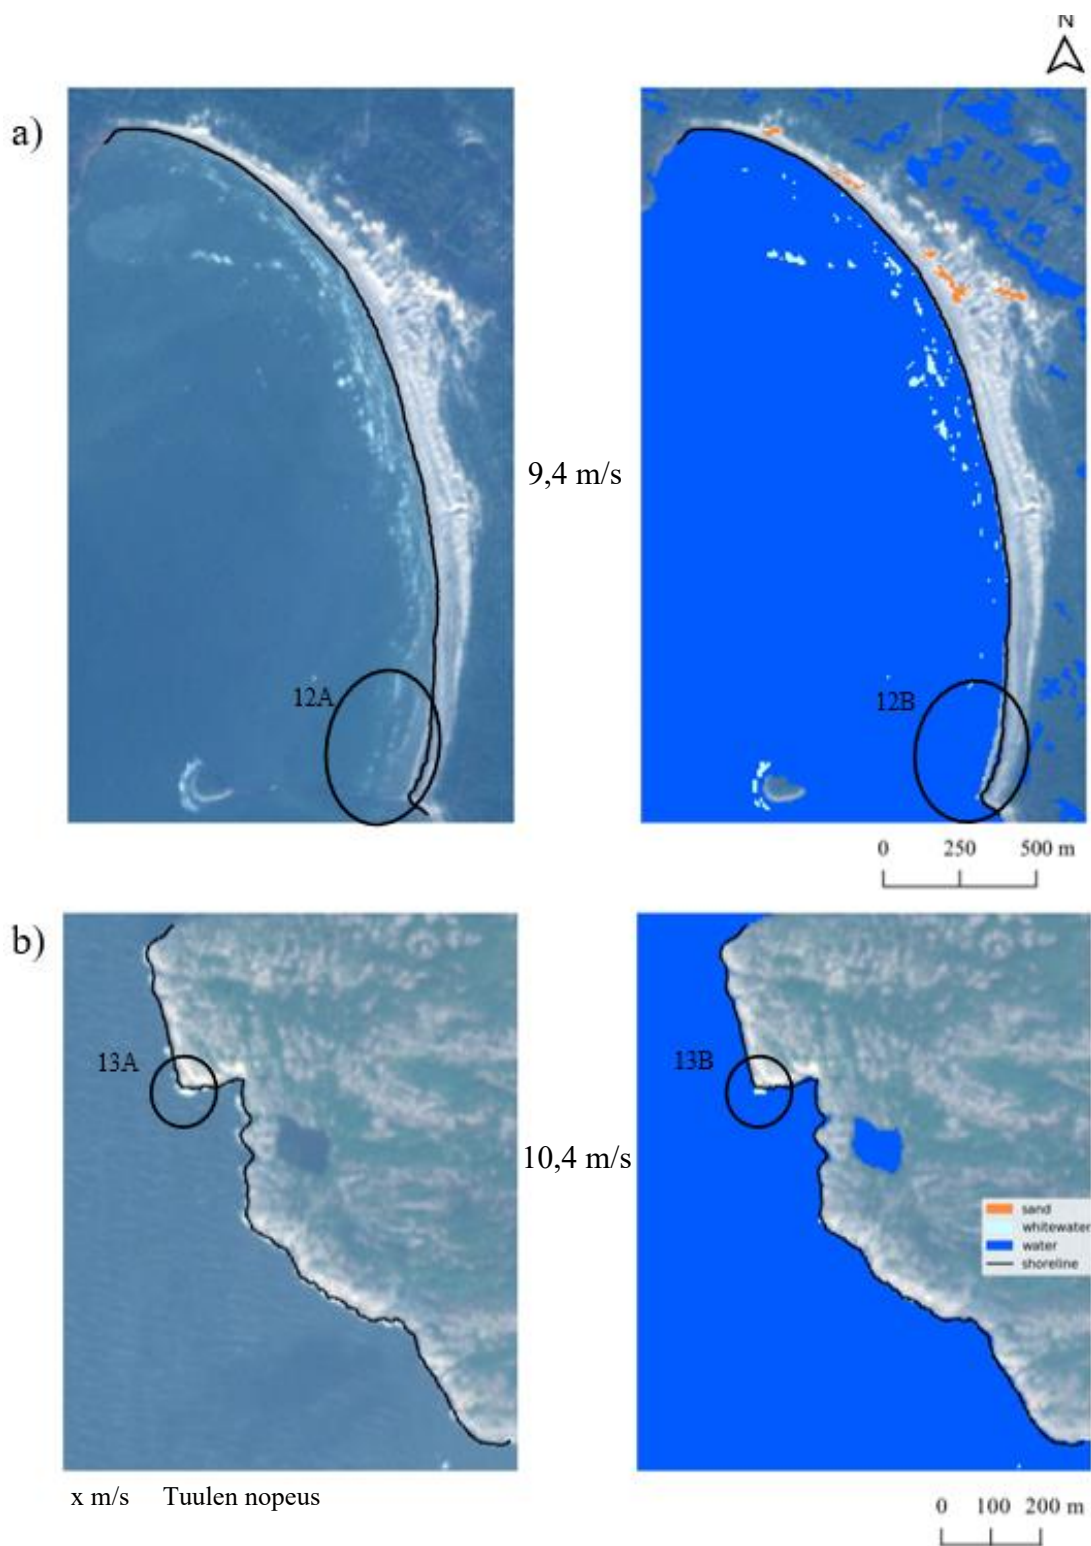 N
a)
9,4 m/s
12A
12B
0 250 500 m
b)
13A
13B
10,4 m/s
sand
whitewater
water
shoreline
x m/s Tuulen nopeus
0 100 200 m